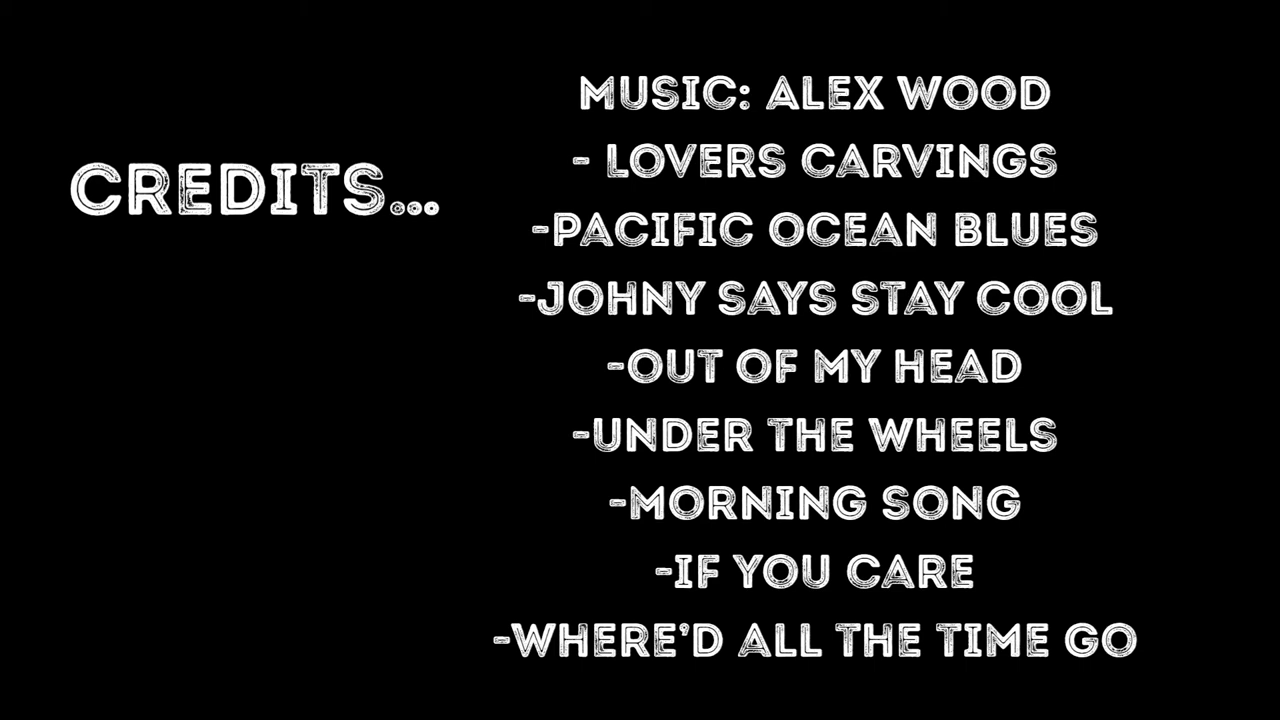 CREDITS...
MUSIC: ALEX WOOD
- LOVERS CARVINGS
-PACIFIC OCEAN BLUES
-JOHNY SAYS STAY COOL
-OUT OF MY HEAD
-UNDER THE WHEELS
-MORNING SONG
-IF YOU CARE
-WHERE'D ALL THE TIME GO